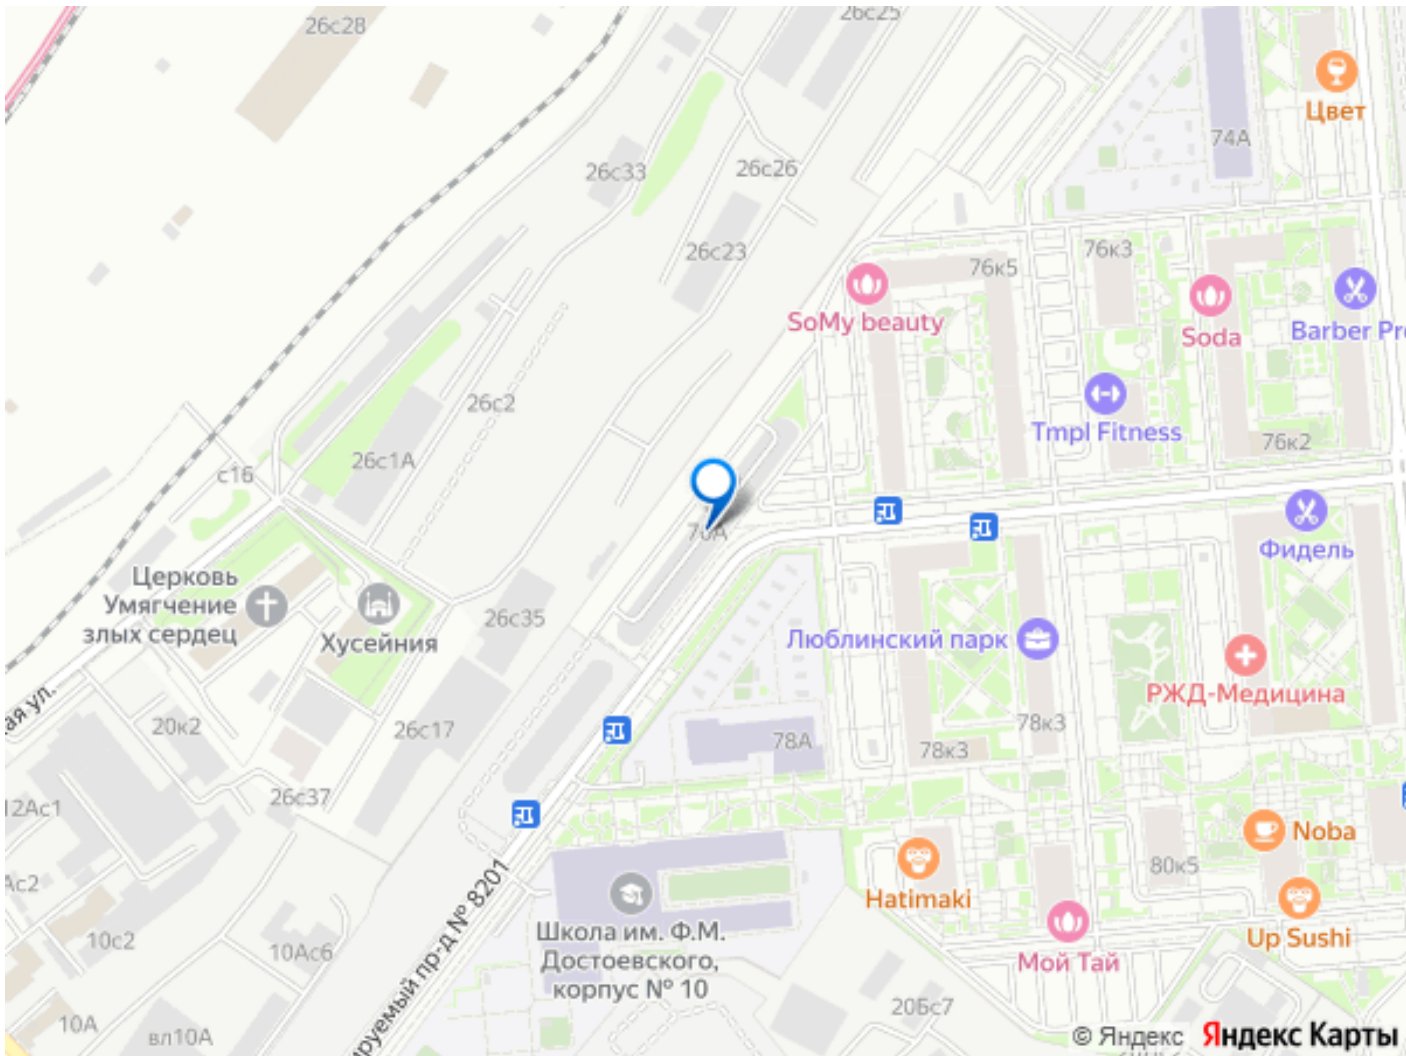 26с28
26с25
Цвет
74А
26с33
26с26
26с23
76к5
76к3
SoMy beauty
Soda
Barber Pr
26с2
Tmpl Fitness
76к2
26с1А
с16
Фидель
Церковь
Умягчение
злых сердец
Хусейния
26с35
Люблинский парк
РЖД-Медицина
ая ул.
20к2
26с17
78А
78к3
78к3
26с37
12Ас1
Noba
80к5
Hatimaki
Ас2
ируемый пр-д № 8201
Школа им. Ф.М.
Достоевского,
корпус № 10
Up Sushi
Мой Тай
10с2
10Ас6
20Бс7
10А
вл10А
© Яндекс Яндекс Карты